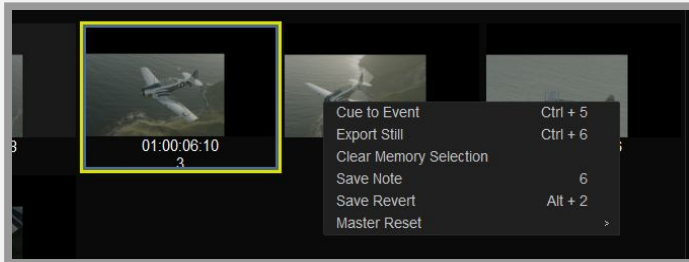 01:00:06:10
3
Cue to Event Ctrl + 5
Export Still Ctrl + 6
Clear Memory Selection
Save Note 6
Save Revert Alt + 2
Master Reset >